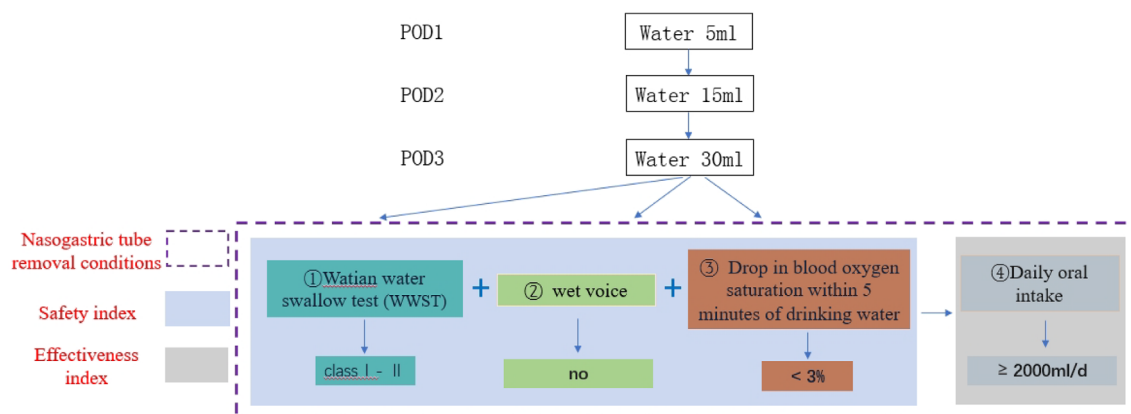 POD1
Water 5ml
POD2
Water 15ml
POD3
Water 30ml
Nasogastric tube
removal conditions
Safety index
Effectiveness
index
①Watian water
swallow test (WWST)
+
② wet voice
+
③ Drop in blood oxygen
saturation within 5
minutes of drinking water
④Daily oral
intake
class Ⅰ - Ⅱ
no
< 3%
≥ 2000ml/d